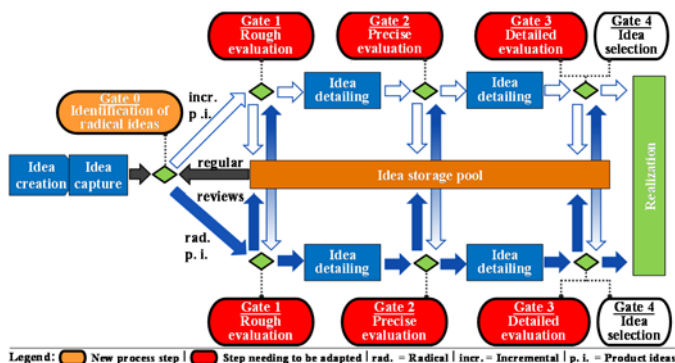 Gate 1
Rough
evaluation
Gate 2
Precise
evaluation
Gate 3
Detailed
evaluation
Gate 4
Idea
selection
Gate 0
Identification of
radical ideas
incr.
p .i.
Idea
detailing
Idea
detailing
Idea
creation
Idea
capture
regular
reviews
Idea storage pool
Realization
rad.
p. i.
Idea
detailing
Idea
detailing
Gate 1
Rough
evaluation
Gate 2
Precise
evaluation
Gate 3
Detailed
evaluation
Gate 4
Idea
selection
Legend: New process step | Step needing to be adapted | rad. = Radical | incr. = Incremental | p. i. = Product Ideas